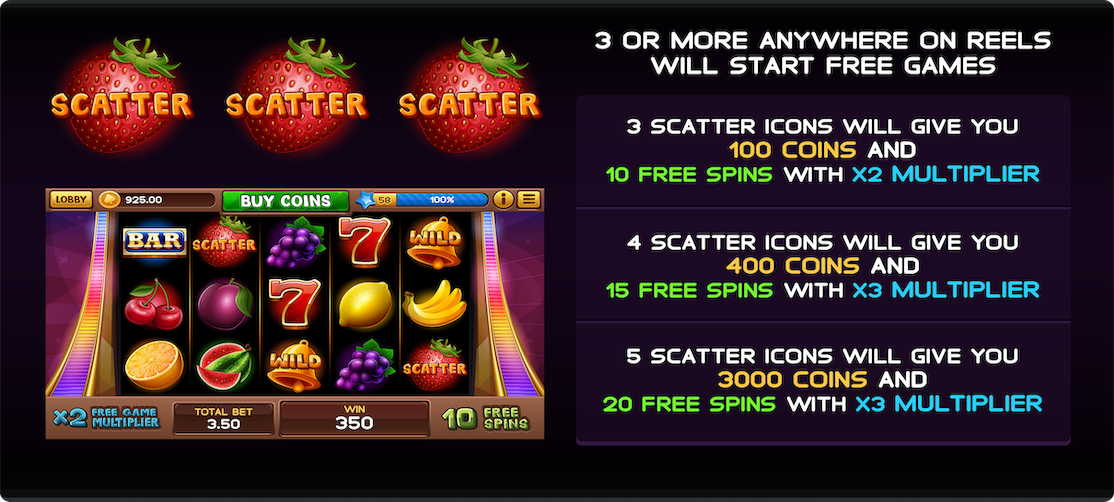 SCATTER SCATTER SCATTER
3 OR MORE ANYWHERE ON REELS
WILL START FREE GAMES
3 SCATTER ICONS WILL GIVE YOU
100 COINS AND
10 FREE SPINS WITH X2 MULTIPLIER
4 SCATTER ICONS WILL GIVE YOU
400 COINS AND
15 FREE SPINS WITH X3 MULTIPLIER
5 SCATTER ICONS WILL GIVE YOU
3000 COINS AND
20 FREE SPINS WITH X3 MULTIPLIER
LOBBY 925.00 BUY COINS 58 100% i
BAR SCATTER 7 WILD
7
WILD SCATTER
X2 FREE GAME
MULTIPLIER
TOTAL BET
3.50
WIN
350
10 FREE
SPINS